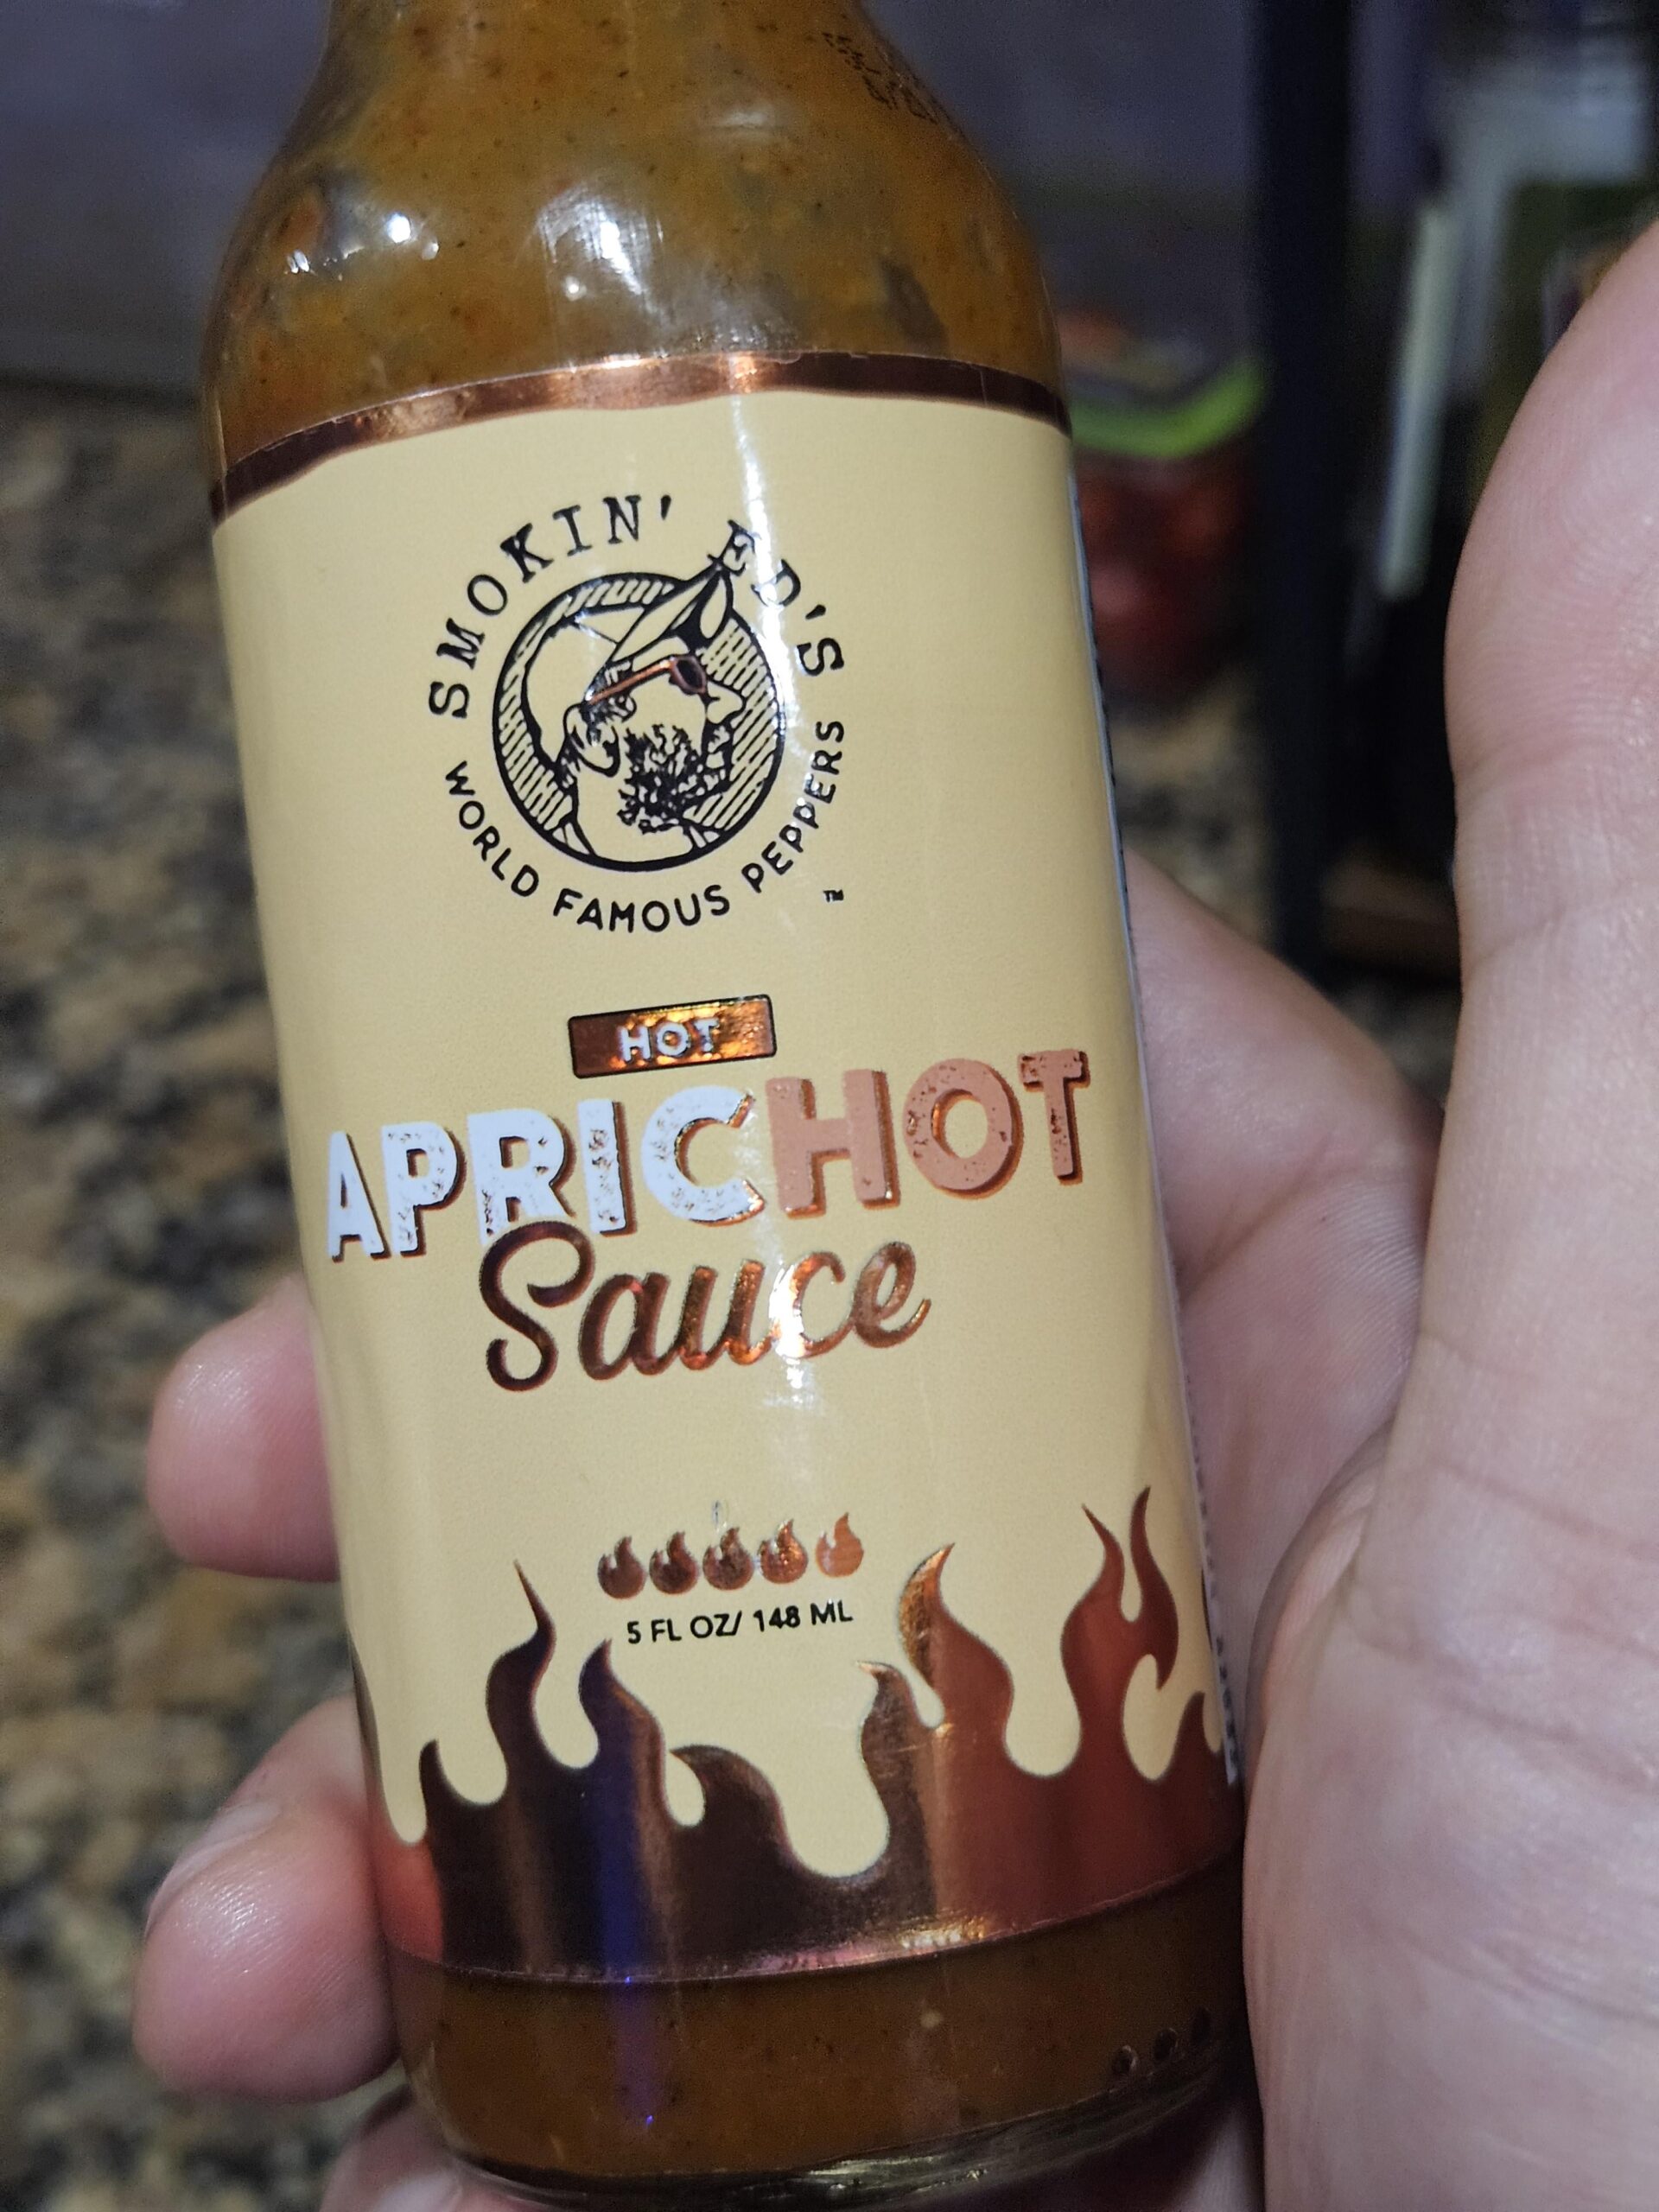 SMOKIN' ED'S
WORLD FAMOUS PEPPERS
TM
HOT
APRICHOT
Sauce
5 FL OZ/ 148 ML